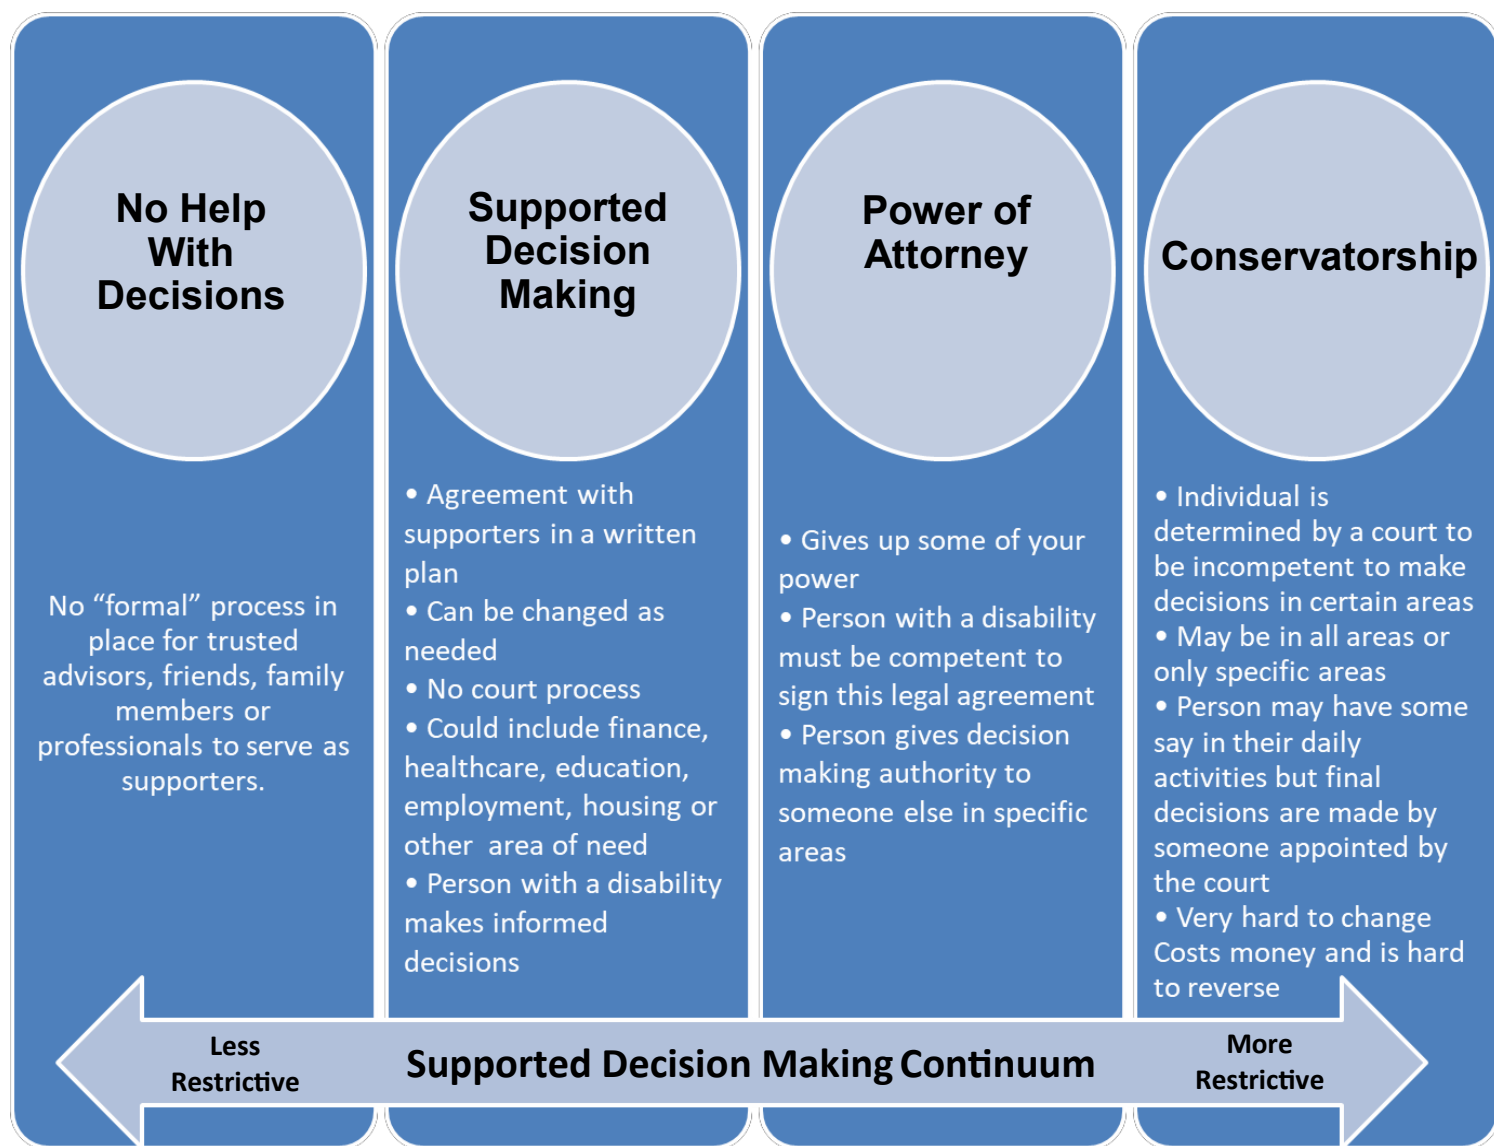 No Help
With
Decisions
No “formal” process in
place for trusted
advisors, friends, family
members or
professionals to serve as
supporters.
Supported
Decision
Making
• Agreement with
supporters in a written
plan
• Can be changed as
needed
• No court process
• Could include finance,
healthcare, education,
employment, housing or
other area of need
• Person with a disability
makes informed
decisions
Power of
Attorney
• Gives up some of your
power
• Person with a disability
must be competent to
sign this legal agreement
• Person gives decision
making authority to
someone else in specific
areas
Conservatorship
• Individual is
determined by a court to
be incompetent to make
decisions in certain areas
• May be in all areas or
only specific areas
• Person may have some
say in their daily
activities but final
decisions are made by
someone appointed by
the court
• Very hard to change
Costs money and is hard
to reverse
Less
Restrictive
Supported Decision Making Continuum
More
Restrictive